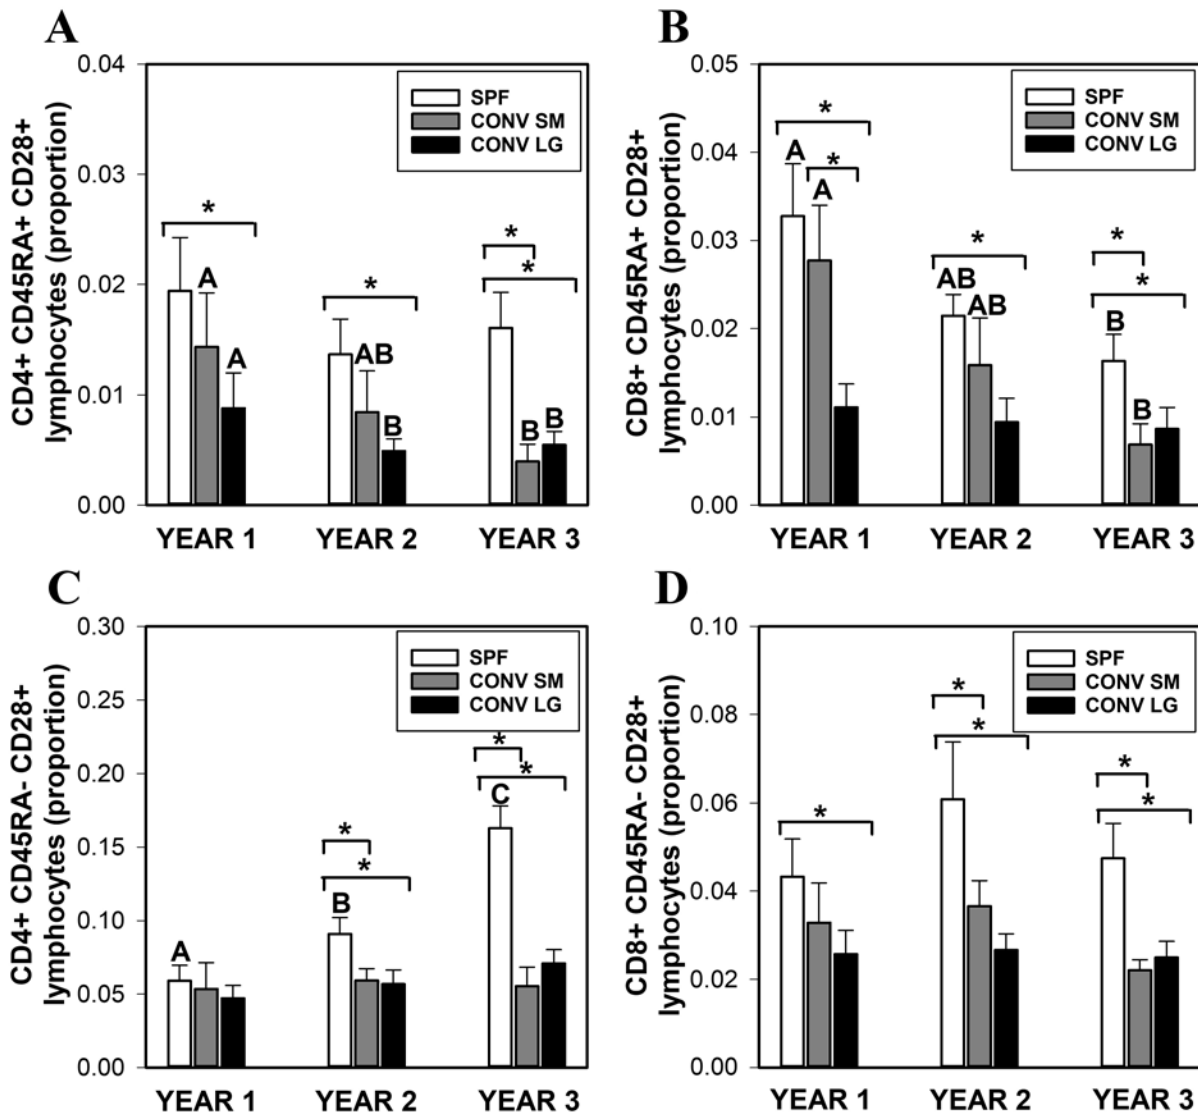 A
CD4+ CD45RA+ CD28+
lymphocytes (proportion)
0.04
0.03
0.02
0.01
0.00
SPF
CONV SM
CONV LG
*
A
A
*
AB
B
*
*
B
B
YEAR 1
YEAR 2
YEAR 3
B
CD8+ CD45RA+ CD28+
lymphocytes (proportion)
0.05
0.04
0.03
0.02
0.01
0.00
SPF
CONV SM
CONV LG
*
A
*
A
*
AB
AB
*
*
B
B
YEAR 1
YEAR 2
YEAR 3
C
CD4+ CD45RA- CD28+
lymphocytes (proportion)
0.30
0.25
0.20
0.15
0.10
0.05
0.00
SPF
CONV SM
CONV LG
A
*
*
B
*
*
C
YEAR 1
YEAR 2
YEAR 3
D
CD8+ CD45RA- CD28+
lymphocytes (proportion)
0.10
0.08
0.06
0.04
0.02
0.00
SPF
CONV SM
CONV LG
*
*
*
*
*
YEAR 1
YEAR 2
YEAR 3